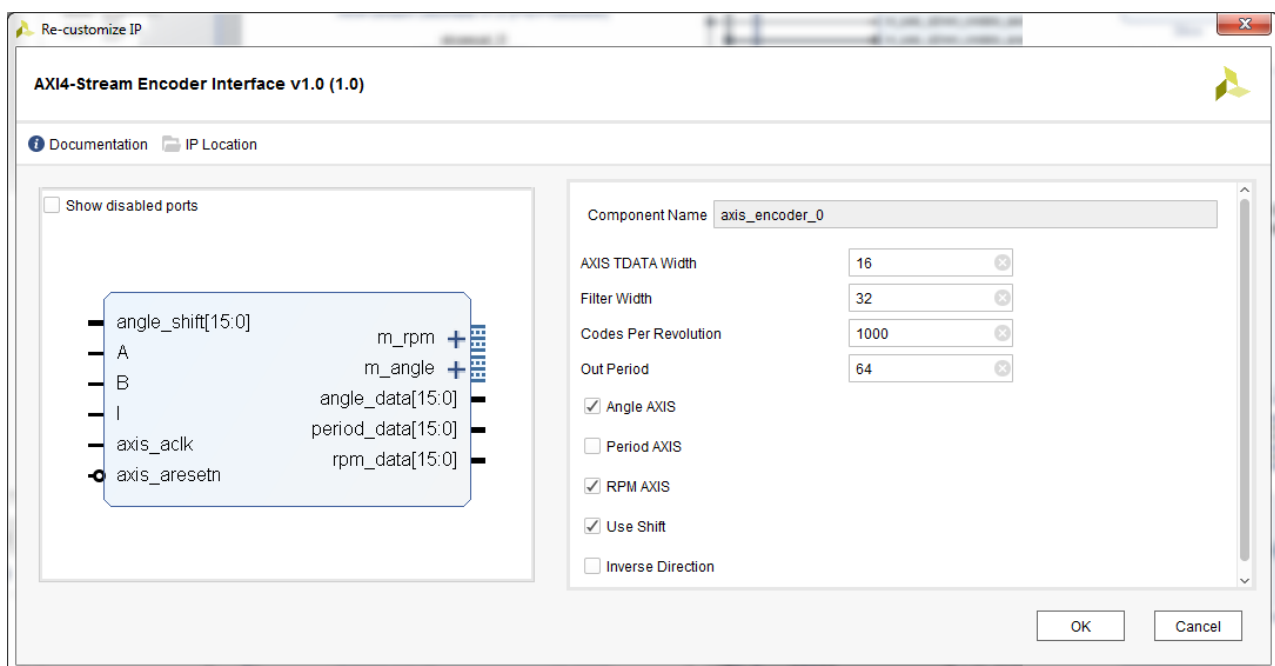 Re-customize IP
AXI4-Stream Encoder Interface v1.0 (1.0)
Documentation IP Location
Show disabled ports
angle_shift[15:0]
A
B
I
axis_aclk
axis_aresetn
m_rpm
m_angle
angle_data[15:0]
period_data[15:0]
rpm_data[15:0]
Component Name axis_encoder_0
AXIS TDATA Width 16
Filter Width 32
Codes Per Revolution 1000
Out Period 64
Angle AXIS
Period AXIS
RPM AXIS
Use Shift
Inverse Direction
OK Cancel